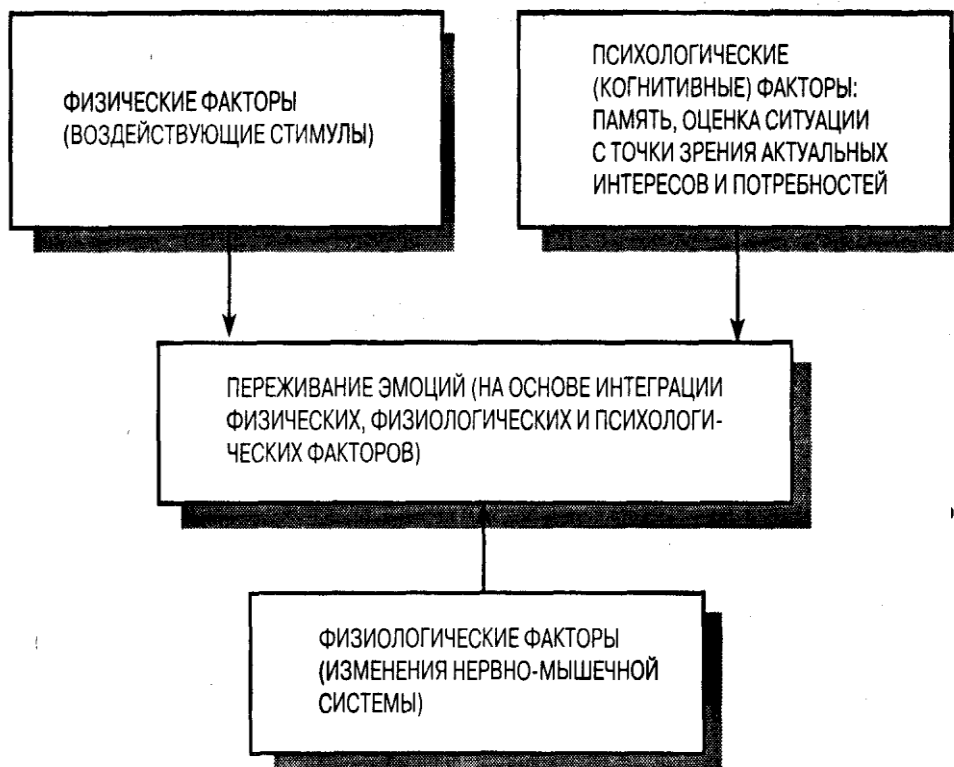 ФИЗИЧЕСКИЕ ФАКТОРЫ
(ВОЗДЕЙСТВУЮЩИЕ СТИМУЛЫ)
ПСИХОЛОГИЧЕСКИЕ
(КОГНИТИВНЫЕ) ФАКТОРЫ:
ПАМЯТЬ, ОЦЕНКА СИТУАЦИИ
С ТОЧКИ ЗРЕНИЯ АКТУАЛЬНЫХ
ИНТЕРЕСОВ И ПОТРЕБНОСТЕЙ
ПЕРЕЖИВАНИЕ ЭМОЦИЙ (НА ОСНОВЕ ИНТЕГРАЦИИ
ФИЗИЧЕСКИХ, ФИЗИОЛОГИЧЕСКИХ И ПСИХОЛОГИ-
ЧЕСКИХ ФАКТОРОВ)
ФИЗИОЛОГИЧЕСКИЕ ФАКТОРЫ
(ИЗМЕНЕНИЯ НЕРВНО-МЫШЕЧНОЙ
СИСТЕМЫ)